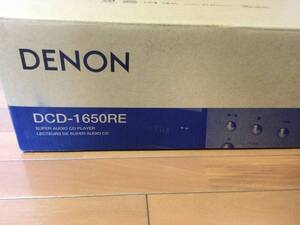 DENON
DCD-1650RE
SUPER AUDIO CD PLAYER
LECTEURS DE SUPER AUDIO CD